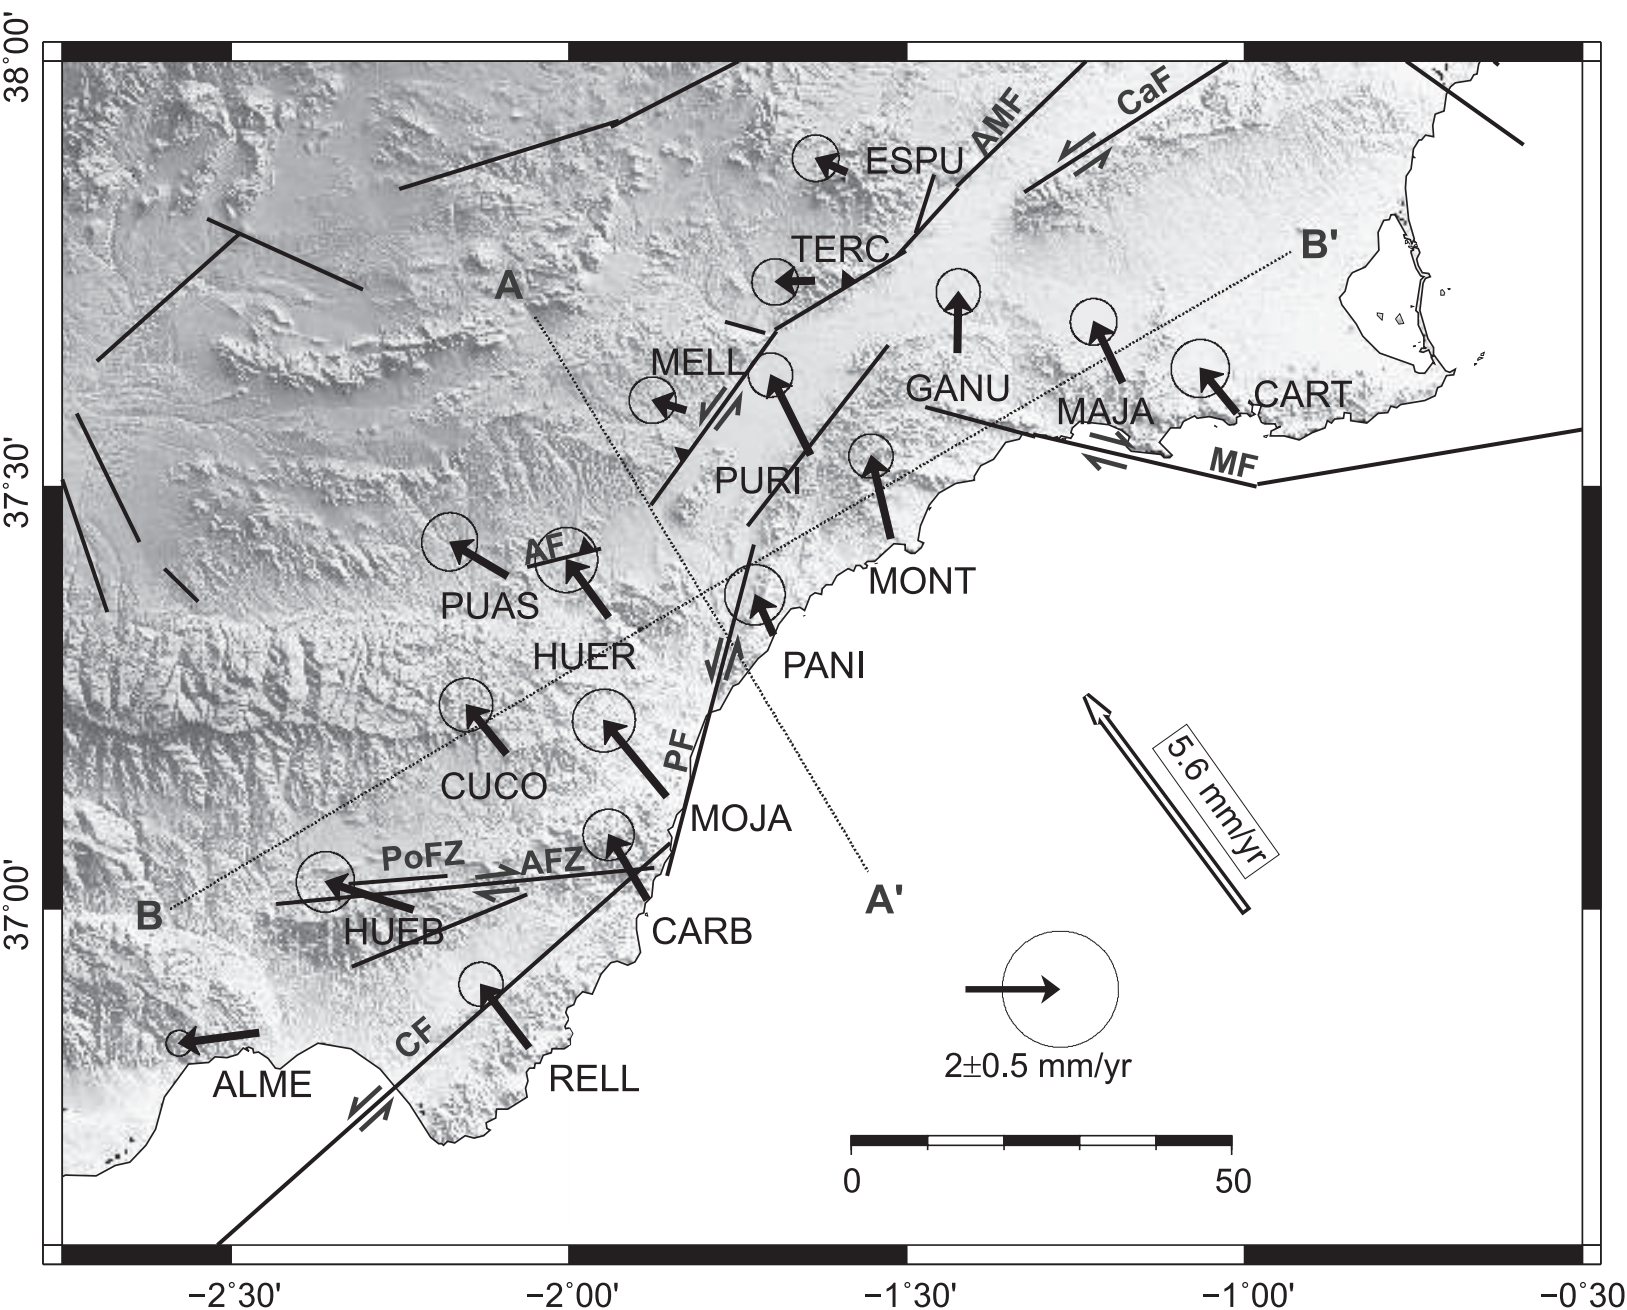 38°00'
37°30'
37°00'
AMF
CaF
ESPU
TERC
A
B'
MELL
GANU
MAJA
CART
PURI
MF
AF
PUAS
MONT
HUER
PANI
CUCO
PF
MOJA
5.6 mm/yr
PoFZ
AFZ
A'
B
HUEB
CARB
CF
ALME
RELL
2±0.5 mm/yr
0
50
−2°30'
−2°00'
−1°30'
−1°00'
−0°30